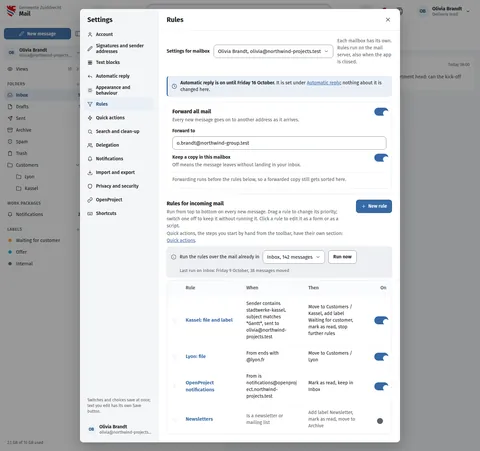 Mail
New message
Olivia Brandt
Views
FOLDERS
Inbox
Drafts
Sent
Archive
Spam
Trash
Customers
Lyon
Kassel
WORK PACKAGES
Notifications
LABELS
Waiting for customer
Offer
Internal
Settings
Account
Signatures and sender
addresses
Text blocks
Automatic reply
Appearance and
behaviour
Rules
Quick actions
Search and clean-up
Delegation
Notifications
Import and export
Privacy and security
OpenProject
Shortcuts
Switches and choices save at once;
text you edit has its own Save
button.
OB
Olivia Brandt
olivia@northwind-projects...
Rules
Settings for mailbox
Olivia Brandt, olivia@northwind-projects.test
Each mailbox has its own.
Rules run on the mail
server, also when the app
is closed.
Automatic reply is on until Friday 16 October. It is set under Automatic reply; nothing about it is
changed here.
Forward all mail
Every new message goes on to another address as it arrives.
Forward to
o.brandt@northwind-group.test
Keep a copy in this mailbox
Off means the message leaves without landing in your inbox.
Forwarding runs before the rules below, so a forwarded copy still gets sorted here.
Rules for incoming mail
+ New rule
Run from top to bottom on every new message. Drag a rule to change its priority;
switch one off to keep it without running it. Click a rule to edit it as a form or as a
script.
Quick actions, the steps you start by hand from the toolbar, have their own section:
Quick actions.
Run the rules over the mail already in
Inbox, 142 messages
Run now
Last run on Inbox: Friday 9 October, 38 messages moved
Rule When Then On
Kassel: file and label
Sender contains
stadtwerke-kassel,
subject matches
"Gantt", sent to
olivia@northwind-
projects.test
Move to Customers /
Kassel, add label
Waiting for customer,
mark as read, stop
further rules
Lyon: file
From ends with
@lyon.fr
Move to Customers /
Lyon
OpenProject
notifications
From is
notifications@openproj
ect.northwind-
projects.test
Mark as read, keep in
Inbox
Newsletters
Is a newsletter or
mailing list
Add label Newsletter,
mark as read, move to
Archive
OB
Olivia Brandt